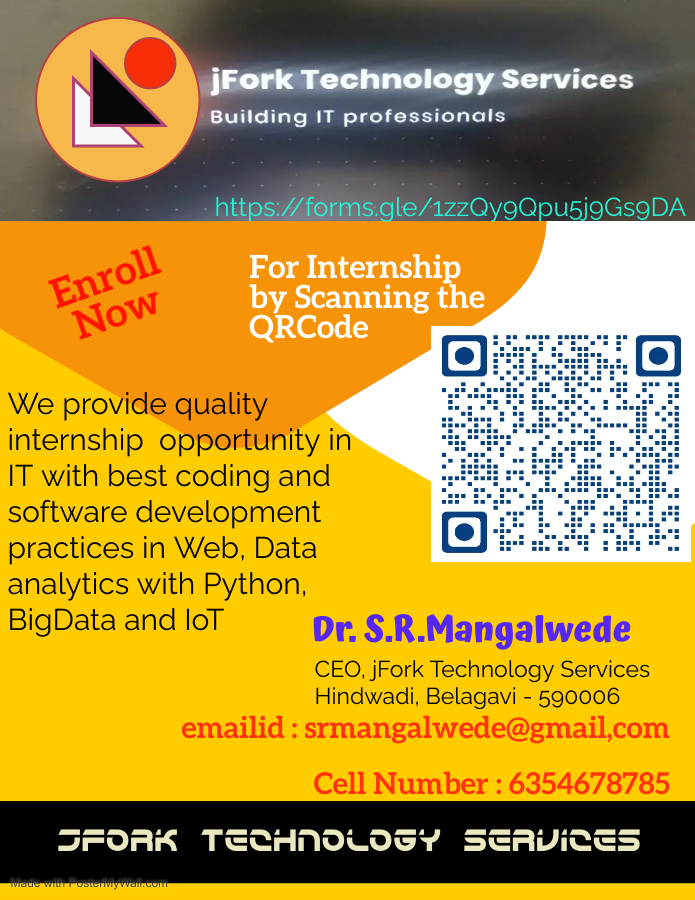 jFork Technology Services
Building IT professionals
https://forms.gle/1zzQy9Qpu5j9Gs9DA
Enroll
Now
For Internship
by Scanning the
QRCode
We provide quality
internship  opportunity in
IT with best coding and
software development
practices in Web, Data
analytics with Python,
BigData and IoT
Dr. S.R.Mangalwede
CEO, jFork Technology Services
Hindwadi, Belagavi - 590006
emailid : srmangalwede@gmail,com
Cell Number : 6354678785
JFORK TECHNOLOGY SERVICES
Made with PosterMyWall.com